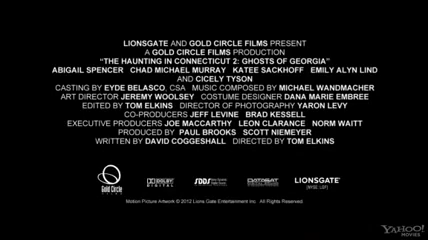 LIONSGATE AND GOLD CIRCLE FILMS PRESENT
A GOLD CIRCLE FILMS PRODUCTION
"THE HAUNTING IN CONNECTICUT 2: GHOSTS OF GEORGIA"
ABIGAIL SPENCER CHAD MICHAEL MURRAY KATEE SACKHOFF EMILY ALYN LIND
AND CICELY TYSON
CASTING BY EYDE BELASCO, CSA MUSIC COMPOSED BY MICHAEL WANDMACHER
ART DIRECTOR JEREMY WOOLSEY COSTUME DESIGNER DANA MARIE EMBREE
EDITED BY TOM ELKINS DIRECTOR OF PHOTOGRAPHY YARON LEVY
CO-PRODUCERS JEFF LEVINE BRAD KESSELL
EXECUTIVE PRODUCERS JOE MACCARTHY LEON CLARANCE NORM WAITT
PRODUCED BY PAUL BROOKS SCOTT NIEMEYER
WRITTEN BY DAVID COGGESHALL DIRECTED BY TOM ELKINS
Gold Circle
FILMS
DOLBY
DIGITAL
SDDS
DATASAT
LIONSGATE
(NYSE: LGF)
Motion Picture Artwork © 2012 Lions Gate Entertainment Inc. All Rights Reserved.
YAHOO!
MOVIES